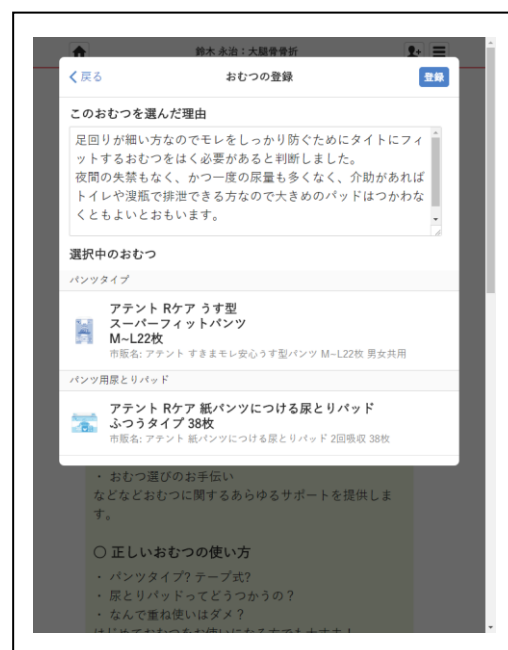 鈴木 永治：大腿骨骨折
戻る
おむつの登録
登録
このおむつを選んだ理由
足回りが細い方なのでモレをしっかり防ぐためにタイトにフィ
ットするおむつをはく必要があると判断しました。
夜間の失禁もなく、かつ一度の尿量も多くなく、介助があれば
トイレや溲瓶で排泄できる方なので大きめのパッドはつかわな
くともよいとおもいます。
選択中のおむつ
パンツタイプ
アテント Rケア うす型
スーパーフィットパンツ
M~L22枚
市販名: アテント すきまモレ安心うす型パンツ M~L22枚 男女共用
パンツ用尿とりパッド
アテント Rケア 紙パンツにつける尿とりパッド
ふつうタイプ 38枚
市販名: アテント 紙パンツにつける尿とりパッド 2回吸収 38枚
・ おむつ選びのお手伝い
などなどおむつに関するあらゆるサポートを提供しま
す。
〇 正しいおむつの使い方
・ パンツタイプ? テープ式?
・ 尿とりパッドってどうつかうの？
・ なんで重ね使いはダメ？